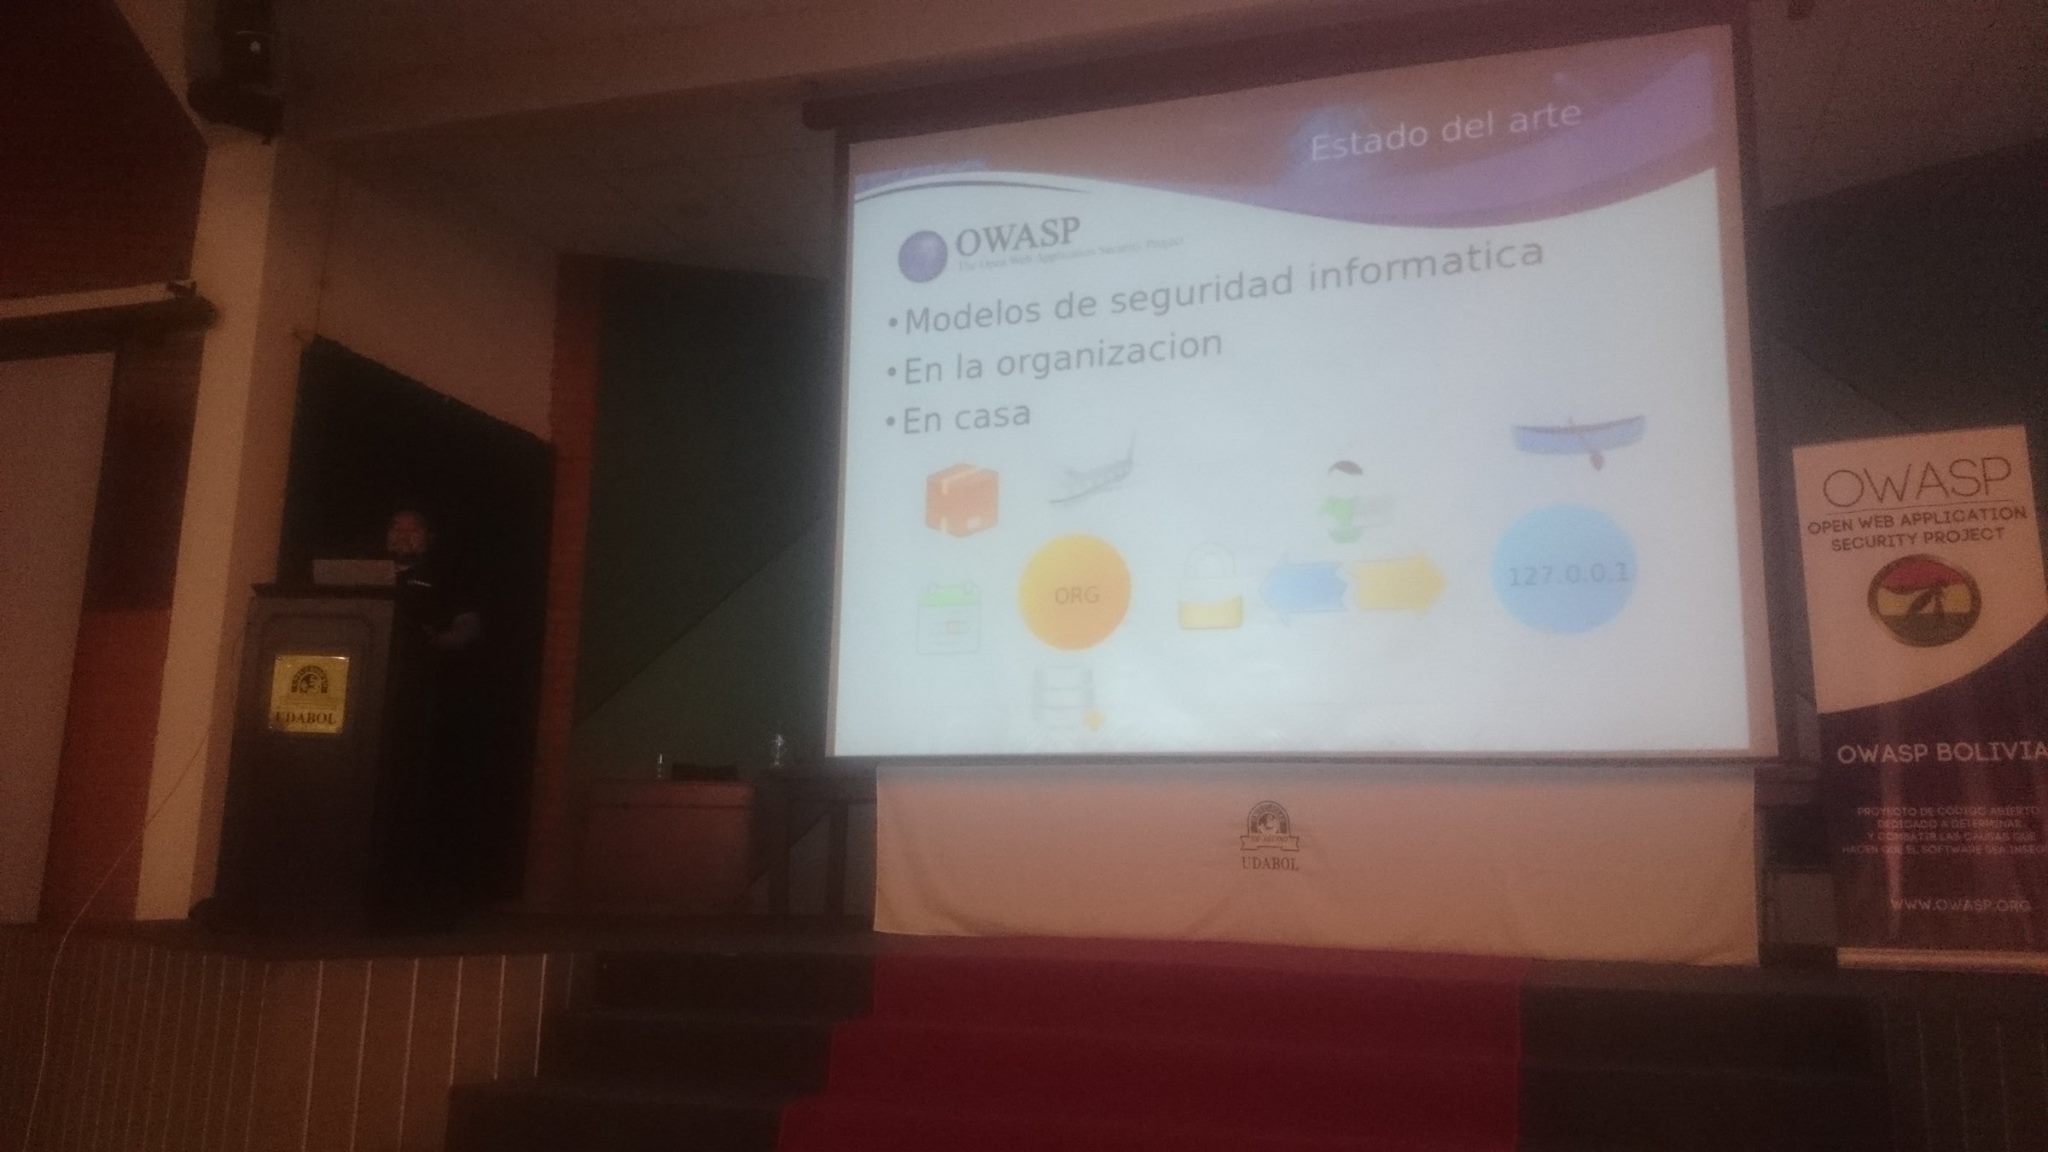 Estado del arte
OWASP
The Open Web Application Security Project
• Modelos de seguridad informatica
• En la organizacion
• En casa
ORG
127.0.0.1
UDABOL
UDABOL
OWASP
OPEN WEB APPLICATION
SECURITY PROJECT
OWASP BOLIVIA
PROYECTO DE CODIGO ABIERTO
DEDICADO A DETERMINAR
Y COMBATIR LAS CAUSAS QUE
HACEN QUE EL SOFTWARE SEA
WWW.OWASP.ORG